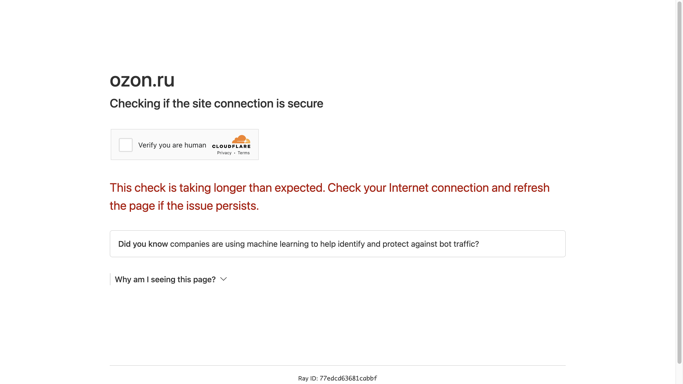 ozon.ru
Checking if the site connection is secure
Verify you are human
CLOUDFLARE
Privacy • Terms
This check is taking longer than expected. Check your Internet connection and refresh
the page if the issue persists.
Did you know companies are using machine learning to help identify and protect against bot traffic?
Why am I seeing this page?
Ray ID: 77edcd63681cabbf